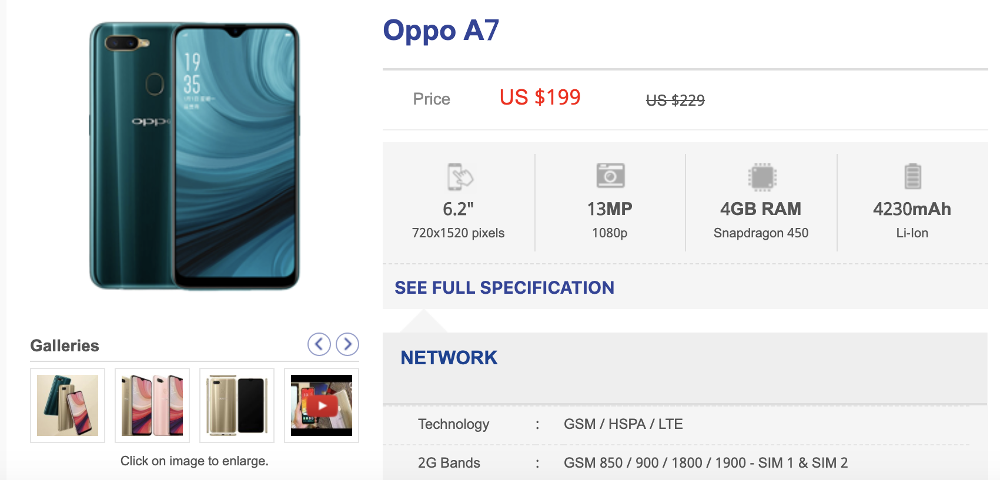 Oppo A7
Price US $199 US $229
6.2"
720x1520 pixels
13MP
1080p
4GB RAM
Snapdragon 450
4230mAh
Li-Ion
SEE FULL SPECIFICATION
NETWORK
Technology : GSM / HSPA / LTE
2G Bands : GSM 850 / 900 / 1800 / 1900 - SIM 1 & SIM 2
19
35
oppo
Galleries
Click on image to enlarge.